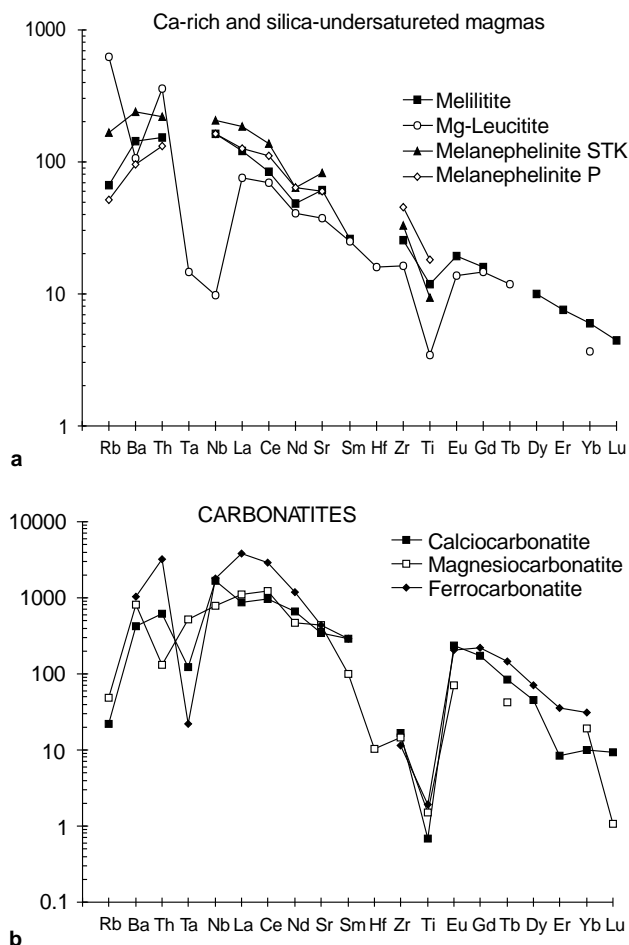 Ca-rich and silica-undersatureted magmas
1000
100
10
1
Melilitite
Mg-Leucitite
Melanephelinite STK
Melanephelinite P
Rb Ba Th Ta Nb La Ce Nd Sr Sm Hf Zr Ti Eu Gd Tb Dy Er Yb Lu
a
CARBONATITES
10000
1000
100
10
1
0.1
Calciocarbonatite
Magnesiocarbonatite
Ferrocarbonatite
Rb Ba Th Ta Nb La Ce Nd Sr Sm Hf Zr Ti Eu Gd Tb Dy Er Yb Lu
b